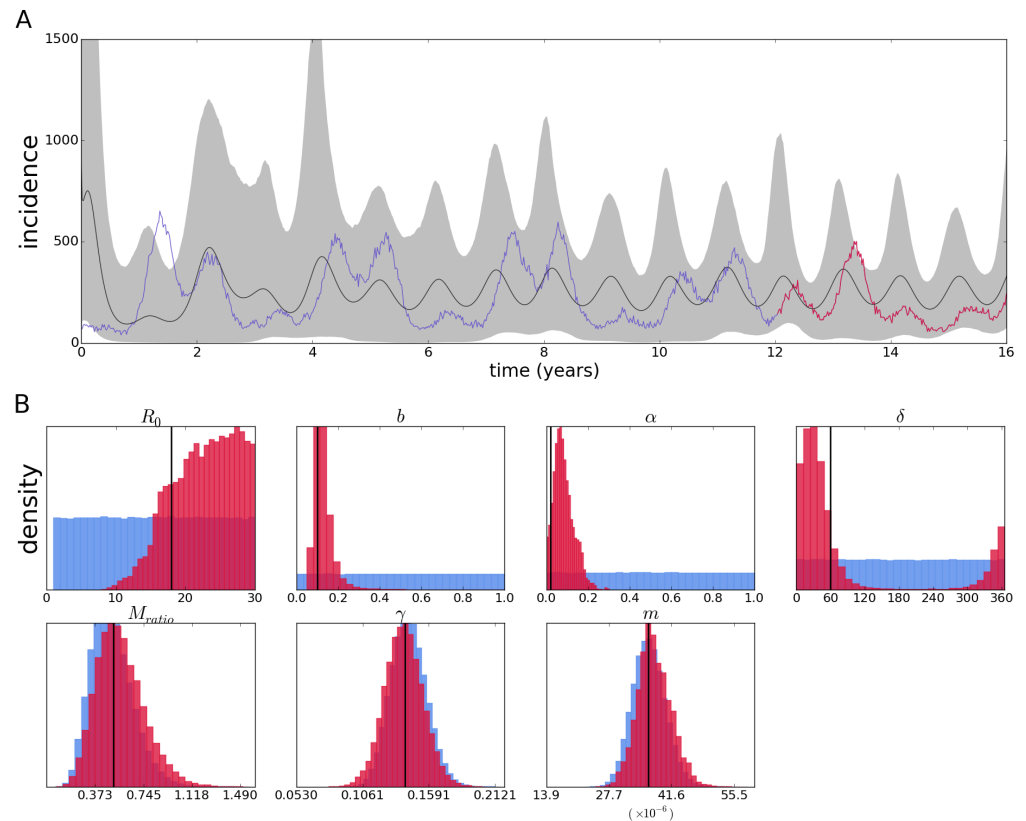 A
1500
1000
500
0
incidence
0 2 4 6 8 10 12 14 16
time (years)
B
R₀ b α δ
density
0 10 20 30 0.0 0.2 0.4 0.6 0.8 1.0 0.0 0.2 0.4 0.6 0.8 1.0 0 60 120 180 240 300 360
M_ratio γ m
0.373 0.745 1.118 1.490 0.0530 0.1061 0.1591 0.2121 13.9 27.7 41.6 55.5
(×10⁻⁶)